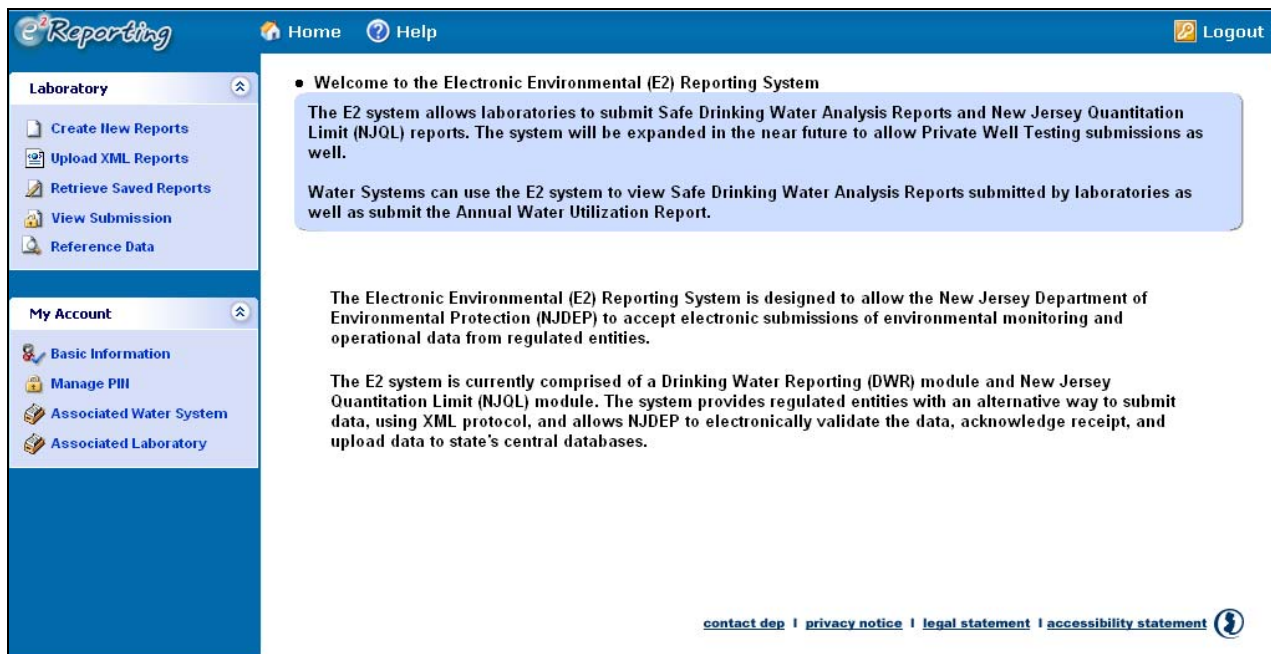 e2Reporting
Home
Help
Logout
Laboratory
Create New Reports
Upload XML Reports
Retrieve Saved Reports
View Submission
Reference Data
My Account
Basic Information
Manage PIN
Associated Water System
Associated Laboratory
• Welcome to the Electronic Environmental (E2) Reporting System
The E2 system allows laboratories to submit Safe Drinking Water Analysis Reports and New Jersey Quantitation
Limit (NJQL) reports. The system will be expanded in the near future to allow Private Well Testing submissions as
well.
Water Systems can use the E2 system to view Safe Drinking Water Analysis Reports submitted by laboratories as
well as submit the Annual Water Utilization Report.
The Electronic Environmental (E2) Reporting System is designed to allow the New Jersey Department of
Environmental Protection (NJDEP) to accept electronic submissions of environmental monitoring and
operational data from regulated entities.
The E2 system is currently comprised of a Drinking Water Reporting (DWR) module and New Jersey
Quantitation Limit (NJQL) module. The system provides regulated entities with an alternative way to submit
data, using XML protocol, and allows NJDEP to electronically validate the data, acknowledge receipt, and
upload data to state's central databases.
contact dep | privacy notice | legal statement | accessibility statement